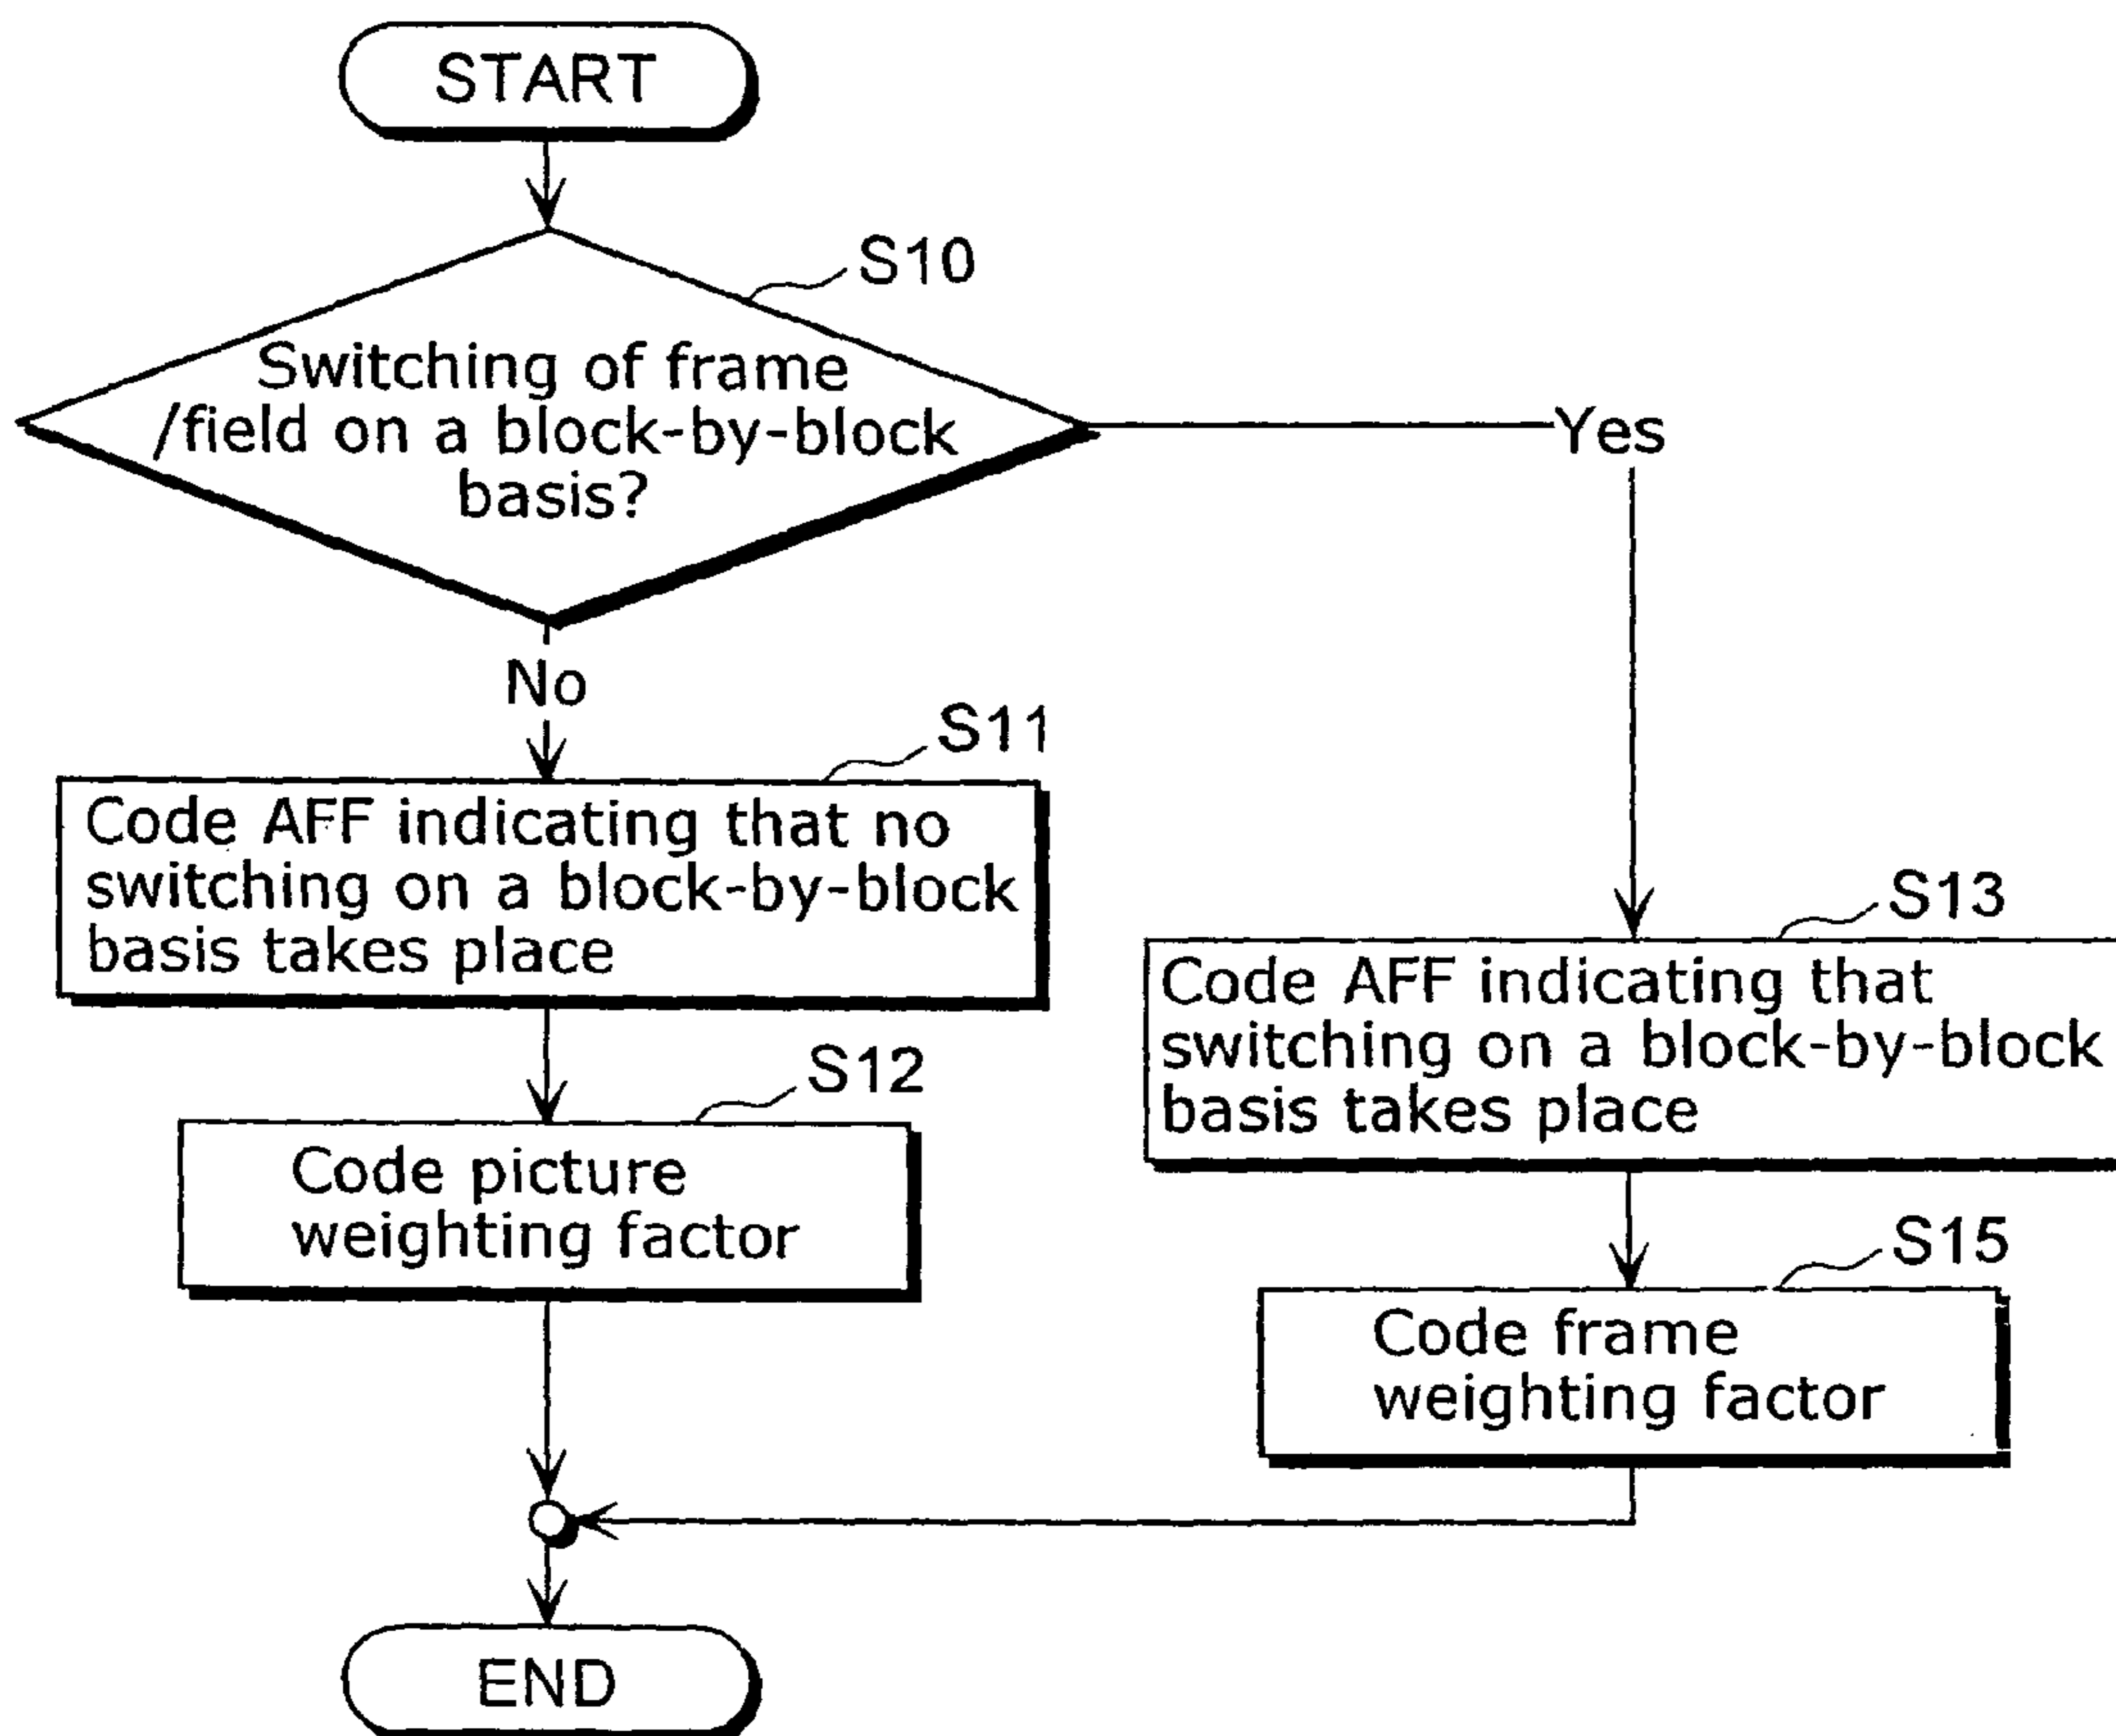 START
S10
Switching of frame
/field on a block-by-block
basis?
Yes
No
S11
Code AFF indicating that no
switching on a block-by-block
basis takes place
S13
Code AFF indicating that
switching on a block-by-block
basis takes place
S12
Code picture
weighting factor
S15
Code frame
weighting factor
END